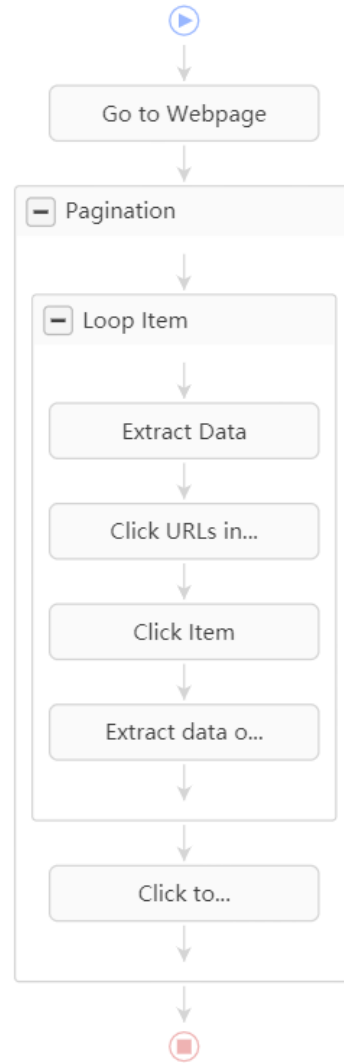 Go to Webpage
Pagination
Loop Item
Extract Data
Click URLs in...
Click Item
Extract data o...
Click to...